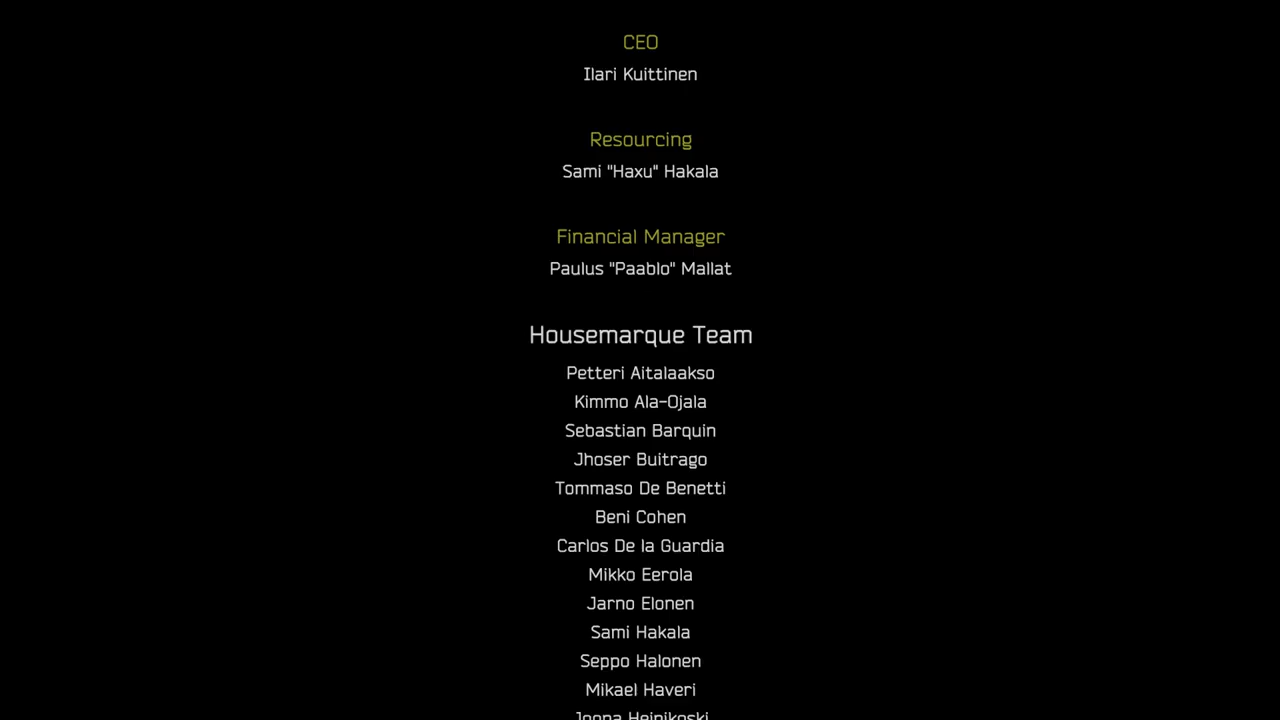 CEO
Ilari Kuittinen
Resourcing
Sami "Haxu" Hakala
Financial Manager
Paulus "Paablo" Mallat
Housemarque Team
Petteri Aitalaakso
Kimmo Ala-Ojala
Sebastian Barquin
Jhoser Buitrago
Tommaso De Benetti
Beni Cohen
Carlos De la Guardia
Mikko Eerola
Jarno Elonen
Sami Hakala
Seppo Halonen
Mikael Haveri
Joona Heinikoski